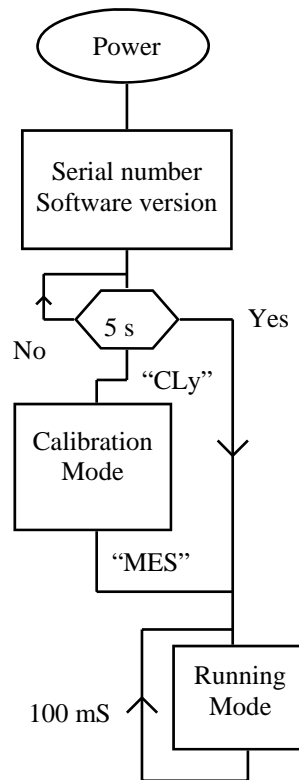 Power
Serial number
Software version
5 s
Yes
No
“CLy”
Calibration
Mode
“MES”
Running
Mode
100 mS